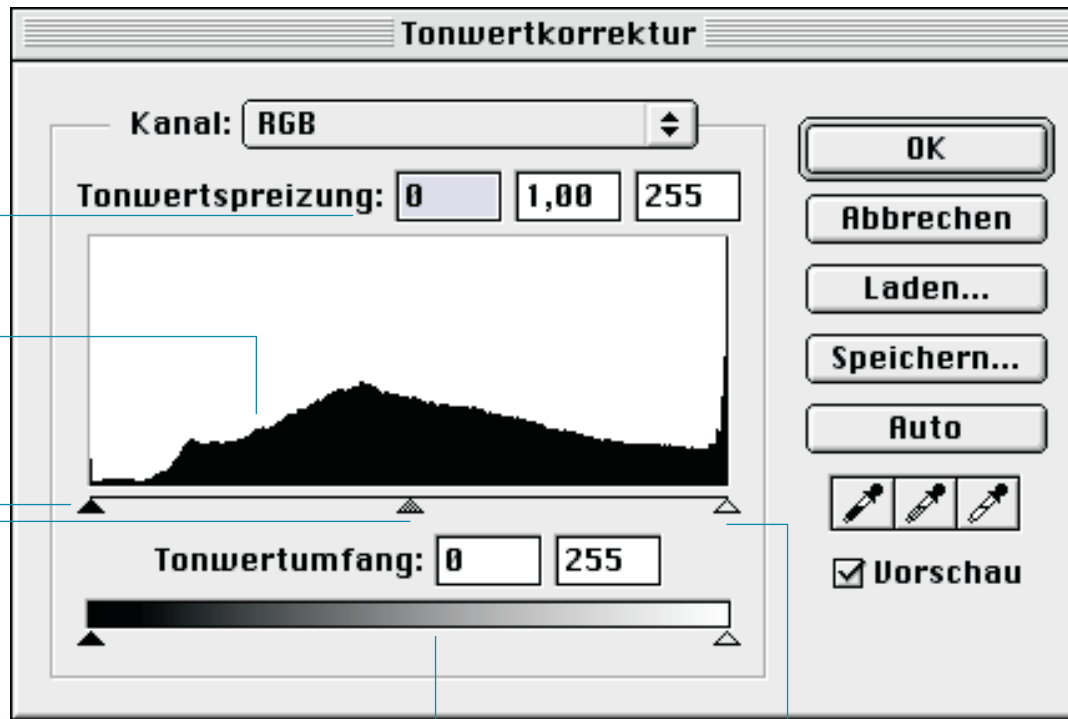 Tonwertkorrektur
Kanal: RGB
Tonwertspreizung: 0 1,00 255
Tonwertumfang: 0 255
OK
Abbrechen
Laden...
Speichern...
Auto
Vorschau